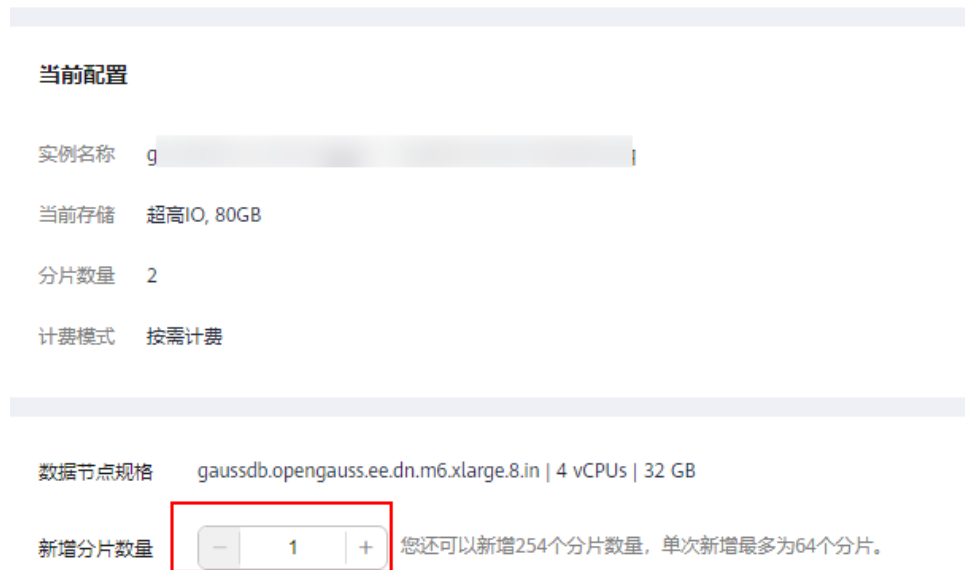 当前配置
实例名称
当前存储 超高IO, 80GB
分片数量 2
计费模式 按需计费
数据节点规格 gaussdb.opengauss.ee.dn.m6.xlarge.8.in | 4 vCPUs | 32 GB
新增分片数量 － 1 + 您还可以新增254个分片数量，单次新增最多为64个分片。